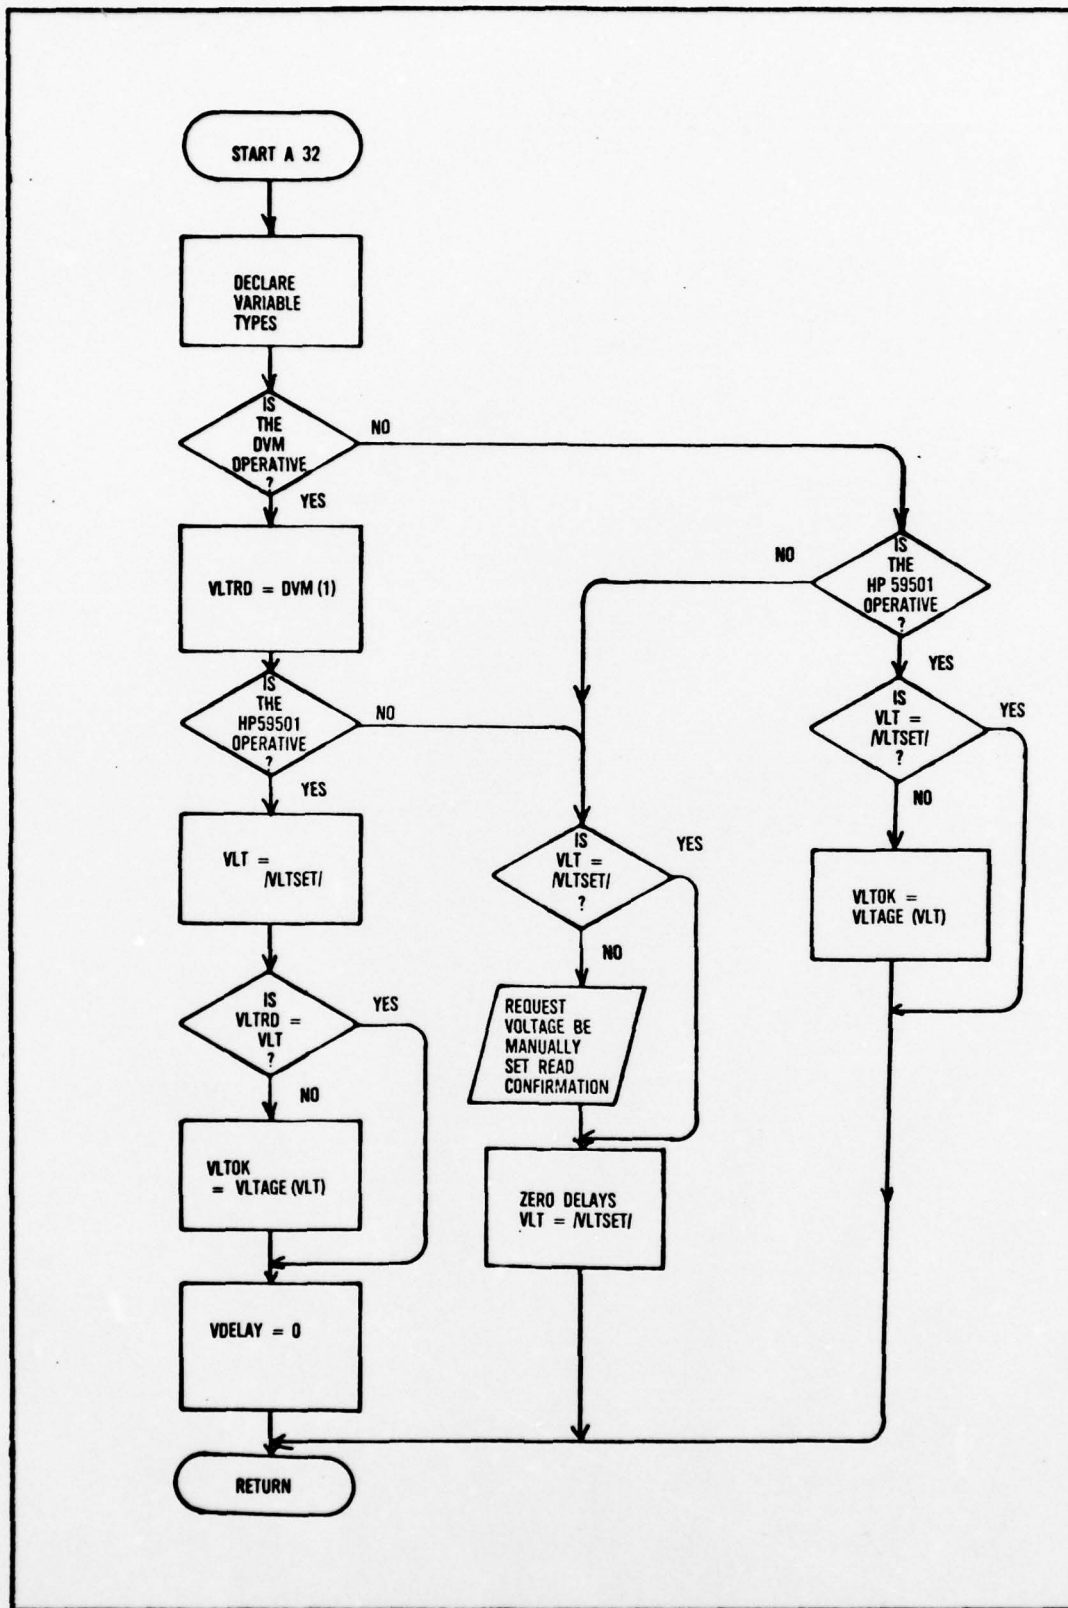 START A 32
DECLARE
VARIABLE
TYPES
IS
THE
DVM
OPERATIVE
?
NO
YES
VLTRD = DVM (1)
IS
THE
HP59501
OPERATIVE
?
NO
YES
VLT =
/VLTSET/
IS
VLTRD =
VLT
?
YES
NO
VLTOK
= VLTAGE (VLT)
VDELAY = 0
RETURN
IS
VLT =
/VLTSET/
?
YES
NO
REQUEST
VOLTAGE BE
MANUALLY
SET READ
CONFIRMATION
ZERO DELAYS
VLT = /VLTSET/
NO
IS
THE
HP 59501
OPERATIVE
?
YES
IS
VLT =
/VLTSET/
?
YES
NO
VLTOK =
VLTAGE (VLT)